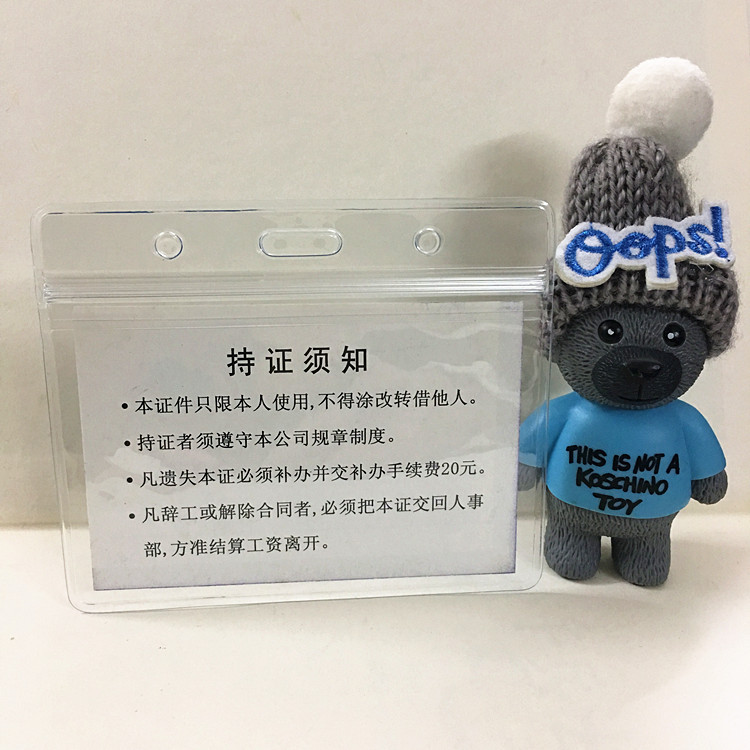 持证须知
•本证件只限本人使用,不得涂改转借他人。
•持证者须遵守本公司规章制度。
•凡遗失本证必须补办并交补办手续费20元。
•凡辞工或解除合同者,必须把本证交回人事
部,方准结算工资离开。
Oops!
THIS IS NOT A
KOSCHINO
TOY